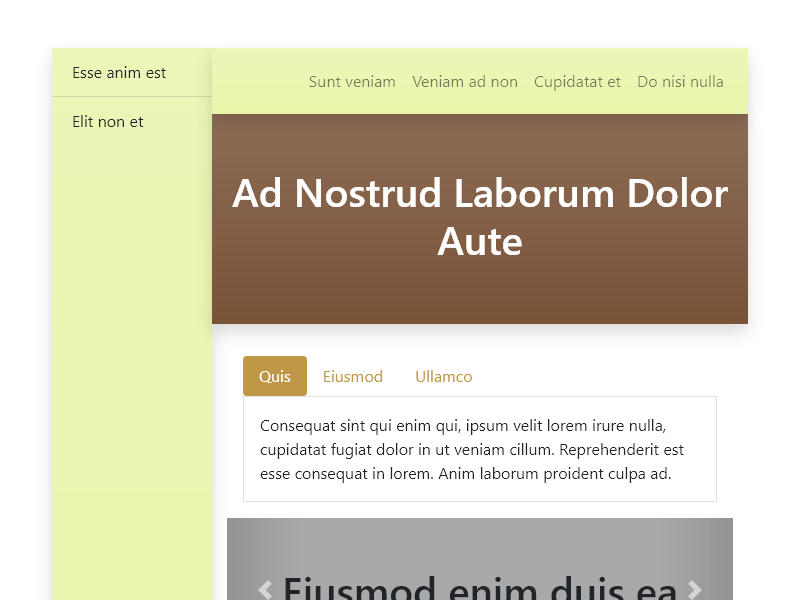 Esse anim est
Elit non et
Sunt veniam
Veniam ad non
Cupidatat et
Do nisi nulla
Ad Nostrud Laborum Dolor
Aute
Quis
Eiusmod
Ullamco
Consequat sint qui enim qui, ipsum velit lorem irure nulla,
cupidatat fugiat dolor in ut veniam cillum. Reprehenderit est
esse consequat in lorem. Anim laborum proident culpa ad.
Eiusmod enim duis ea